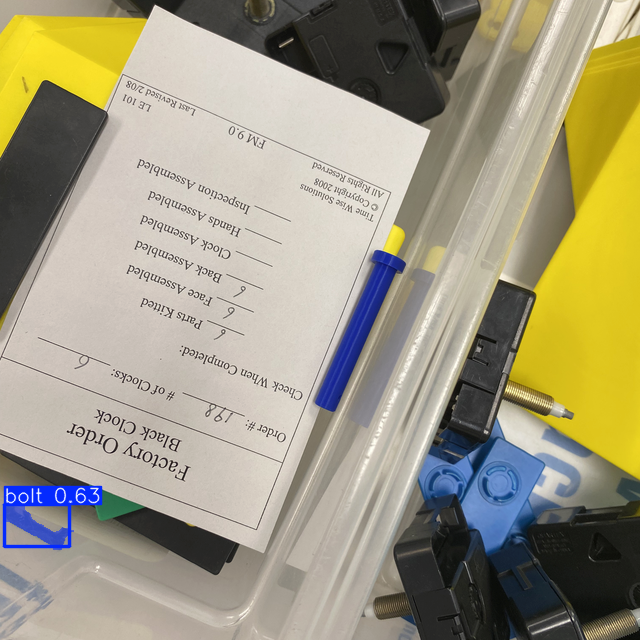 Factory Order
Black Clock
Order #: 198 # of Clocks: 6
Check When Completed:
6 Parts Kitted
6 Face Assembled
6 Back Assembled
Clock Assembled
Hands Assembled
Inspection Assembled
Time Wise Solutions
© Copyright 2008
All Rights Reserved
FM 9.0
LE 101
Last Revised 2/08
bolt 0.63